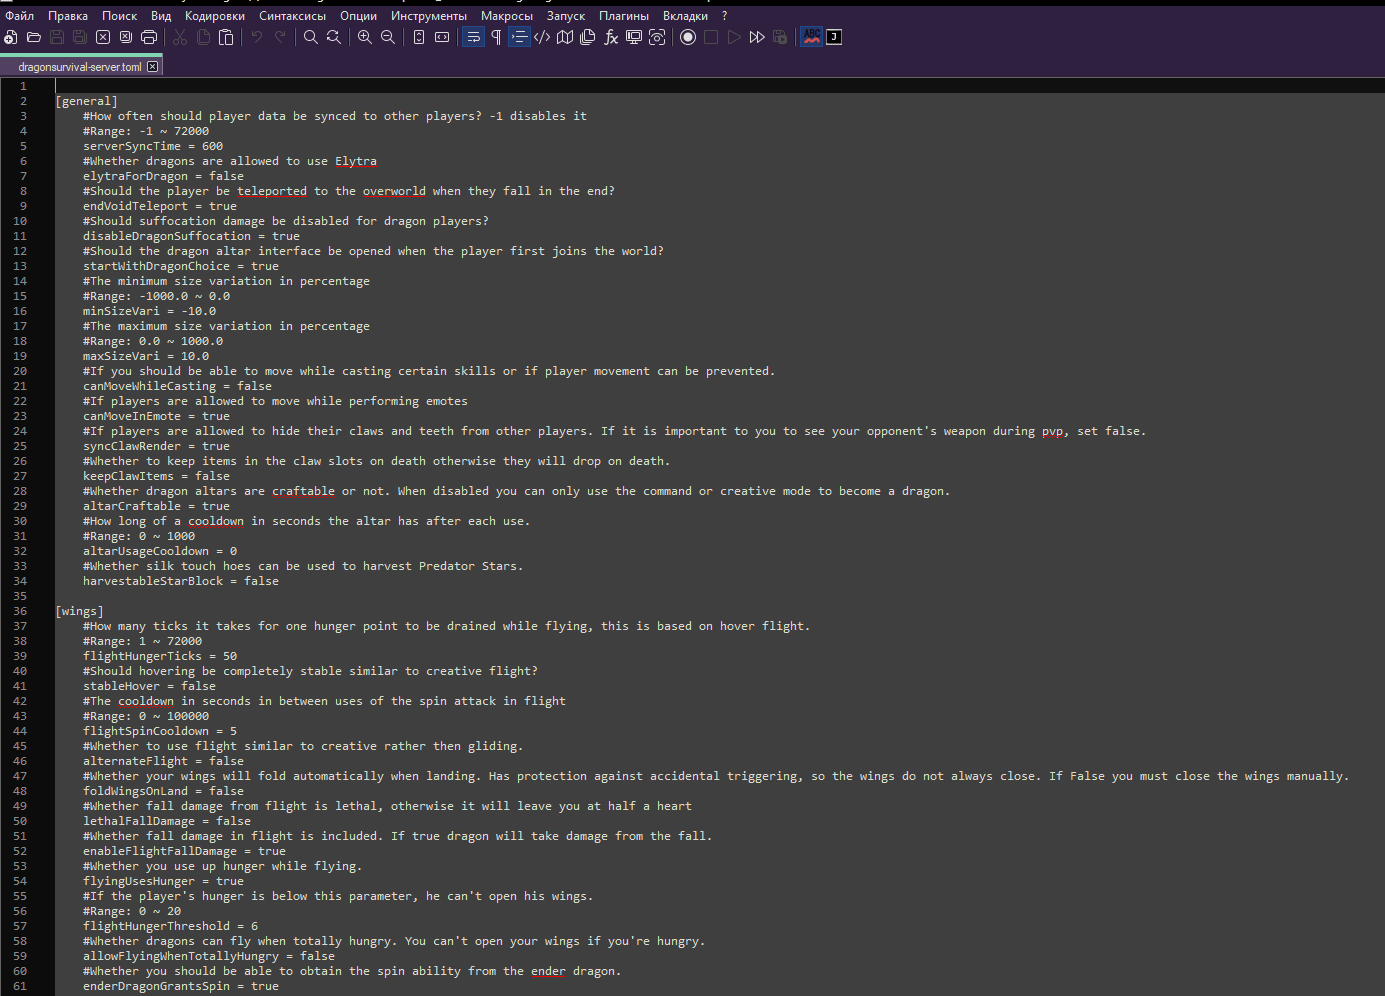 Файл Правка Поиск Вид Кодировки Синтаксисы Опции Инструменты Макросы Запуск Плагины Вкладки ?
ABC J
dragonsurvival-server.toml
1
2 [general]
3 #How often should player data be synced to other players? -1 disables it
4 #Range: -1 ~ 72000
5 serverSyncTime = 600
6 #Whether dragons are allowed to use Elytra
7 elytraForDragon = false
8 #Should the player be teleported to the overworld when they fall in the end?
9 endVoidTeleport = true
10 #Should suffocation damage be disabled for dragon players?
11 disableDragonSuffocation = true
12 #Should the dragon altar interface be opened when the player first joins the world?
13 startWithDragonChoice = true
14 #The minimum size variation in percentage
15 #Range: -1000.0 ~ 0.0
16 minSizeVari = -10.0
17 #The maximum size variation in percentage
18 #Range: 0.0 ~ 1000.0
19 maxSizeVari = 10.0
20 #If you should be able to move while casting certain skills or if player movement can be prevented.
21 canMoveWhileCasting = false
22 #If players are allowed to move while performing emotes
23 canMoveInEmote = true
24 #If players are allowed to hide their claws and teeth from other players. If it is important to you to see your opponent's weapon during pvp, set false.
25 syncClawRender = true
26 #Whether to keep items in the claw slots on death otherwise they will drop on death.
27 keepClawItems = false
28 #Whether dragon altars are craftable or not. When disabled you can only use the command or creative mode to become a dragon.
29 altarCraftable = true
30 #How long of a cooldown in seconds the altar has after each use.
31 #Range: 0 ~ 1000
32 altarUsageCooldown = 0
33 #Whether silk touch hoes can be used to harvest Predator Stars.
34 harvestableStarBlock = false
35
36 [wings]
37 #How many ticks it takes for one hunger point to be drained while flying, this is based on hover flight.
38 #Range: 1 ~ 72000
39 flightHungerTicks = 50
40 #Should hovering be completely stable similar to creative flight?
41 stableHover = false
42 #The cooldown in seconds in between uses of the spin attack in flight
43 #Range: 0 ~ 100000
44 flightSpinCooldown = 5
45 #Whether to use flight similar to creative rather then gliding.
46 alternateFlight = false
47 #Whether your wings will fold automatically when landing. Has protection against accidental triggering, so the wings do not always close. If False you must close the wings manually.
48 foldWingsOnLand = false
49 #Whether fall damage from flight is lethal, otherwise it will leave you at half a heart
50 lethalFallDamage = false
51 #Whether fall damage in flight is included. If true dragon will take damage from the fall.
52 enableFlightFallDamage = true
53 #Whether you use up hunger while flying.
54 flyingUsesHunger = true
55 #If the player's hunger is below this parameter, he can't open his wings.
56 #Range: 0 ~ 20
57 flightHungerThreshold = 6
58 #Whether dragons can fly when totally hungry. You can't open your wings if you're hungry.
59 allowFlyingWhenTotallyHungry = false
60 #Whether you should be able to obtain the spin ability from the ender dragon.
61 enderDragonGrantsSpin = true